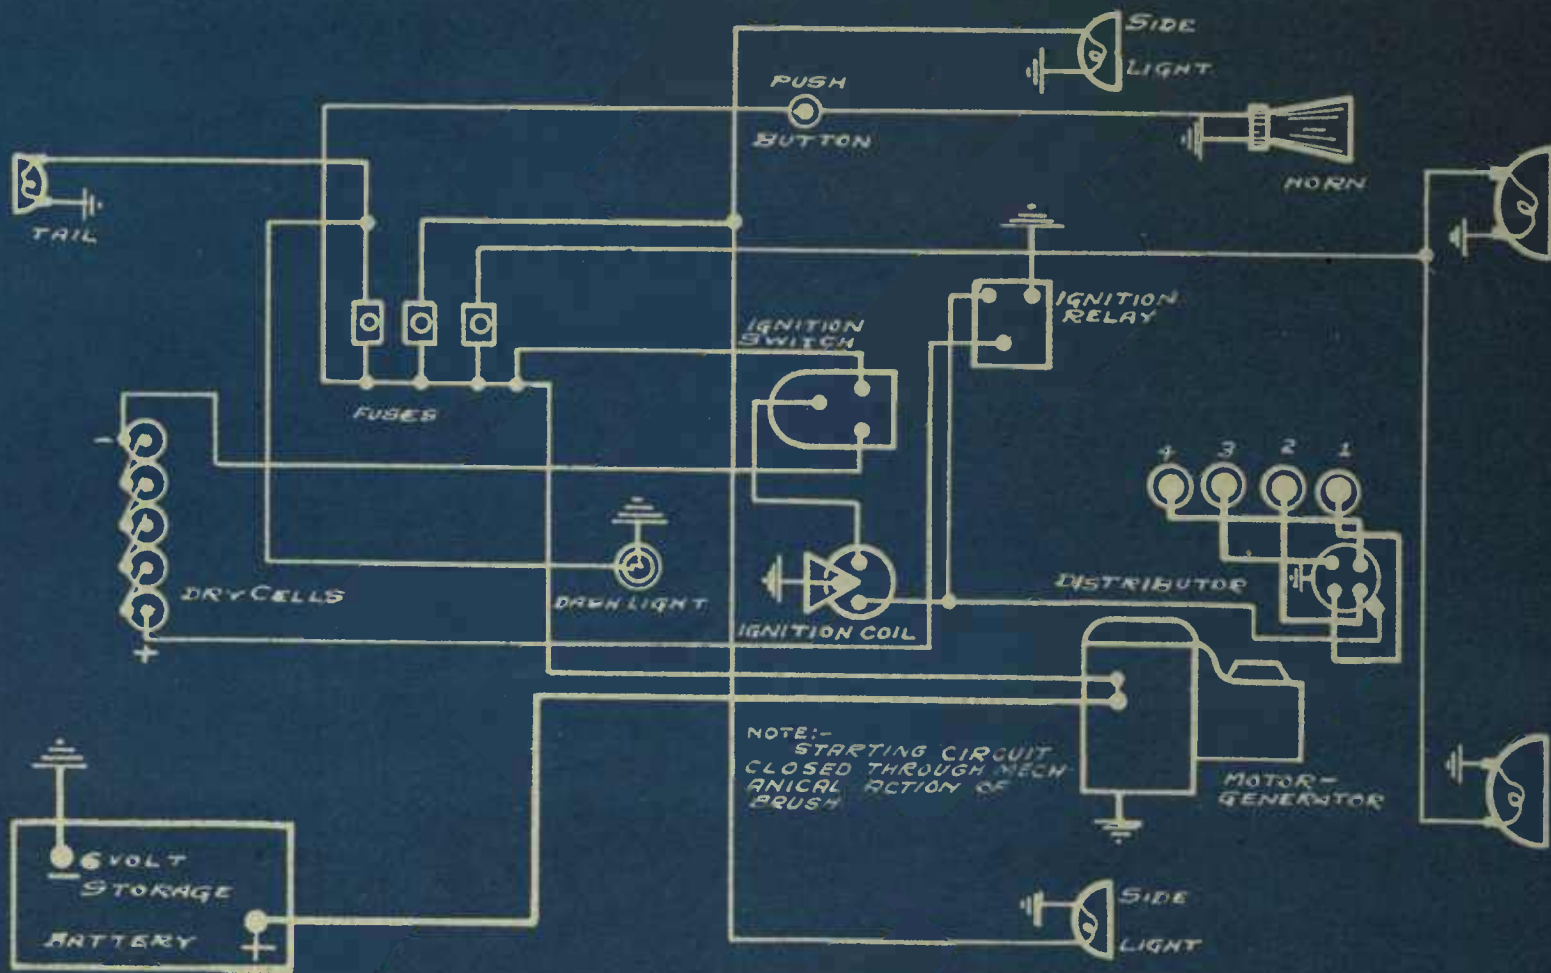 SIDE
LIGHT
PUSH
BUTTON
HORN
TAIL
IGNITION
RELAY
IGNITION
SWITCH
FUSES
-
4 3 2 1
DRY CELLS
DASH LIGHT
DISTRIBUTOR
IGNITION COIL
+
NOTE:-
STARTING CIRCUIT
CLOSED THROUGH MECH-
ANICAL ACTION OF
BRUSH
MOTOR-
GENERATOR
6 VOLT
-
STORAGE
BATTERY
+
SIDE
LIGHT